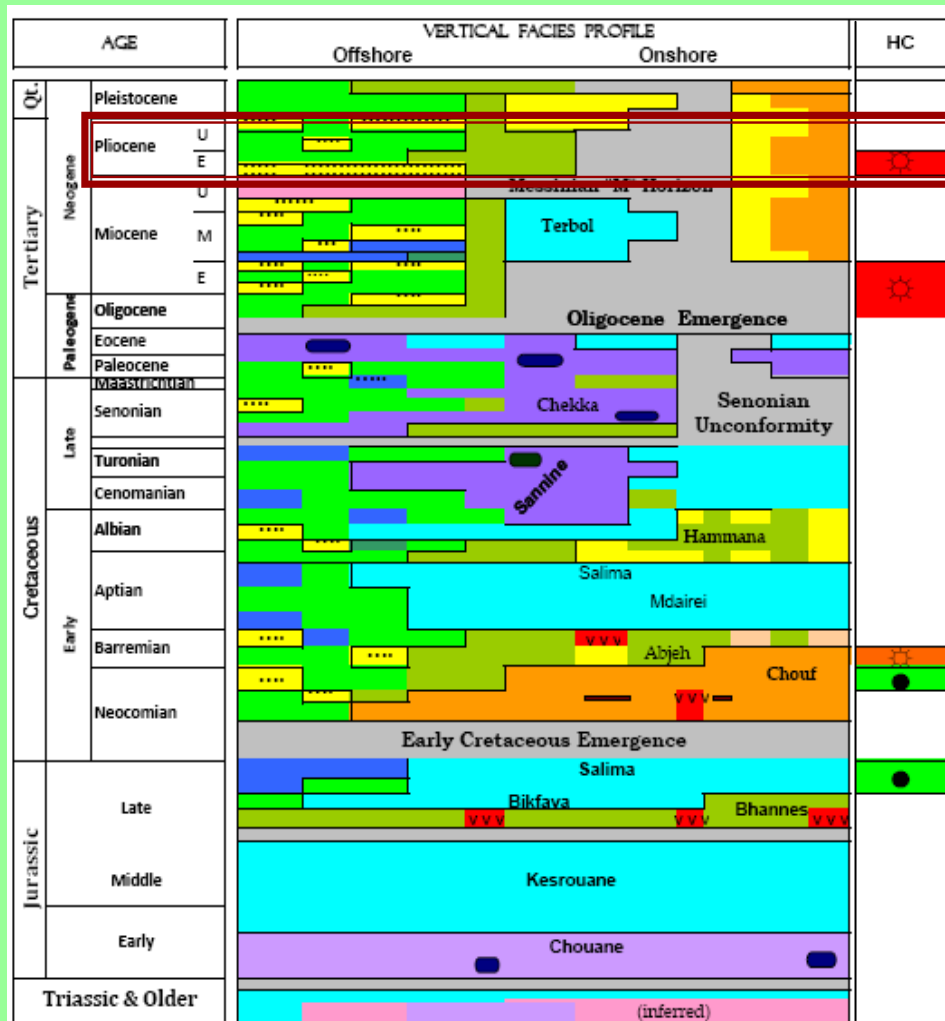 AGE
VERTICAL FACIES PROFILE
Offshore
Onshore
HC
Qt.
Pleistocene
Tertiary
Neogene
Pliocene
U
E
Messinian "M" Horizon
U
Miocene
M
E
Terbol
Paleogene
Oligocene
Oligocene Emergence
Eocene
Paleocene
Cretaceous
Late
Maastrichtian
Senonian
Chekka
Senonian
Unconformity
Turonian
Cenomanian
Sannine
Early
Albian
Hammana
Aptian
Salima
Mdairei
Barremian
V V V
Abjeh
Chouf
Neocomian
V V V
Early Cretaceous Emergence
Jurassic
Late
Salima
Bikfaya
Bhannes
V V V
V V V
V V V
Middle
Kesrouane
Early
Chouane
Triassic & Older
(inferred)